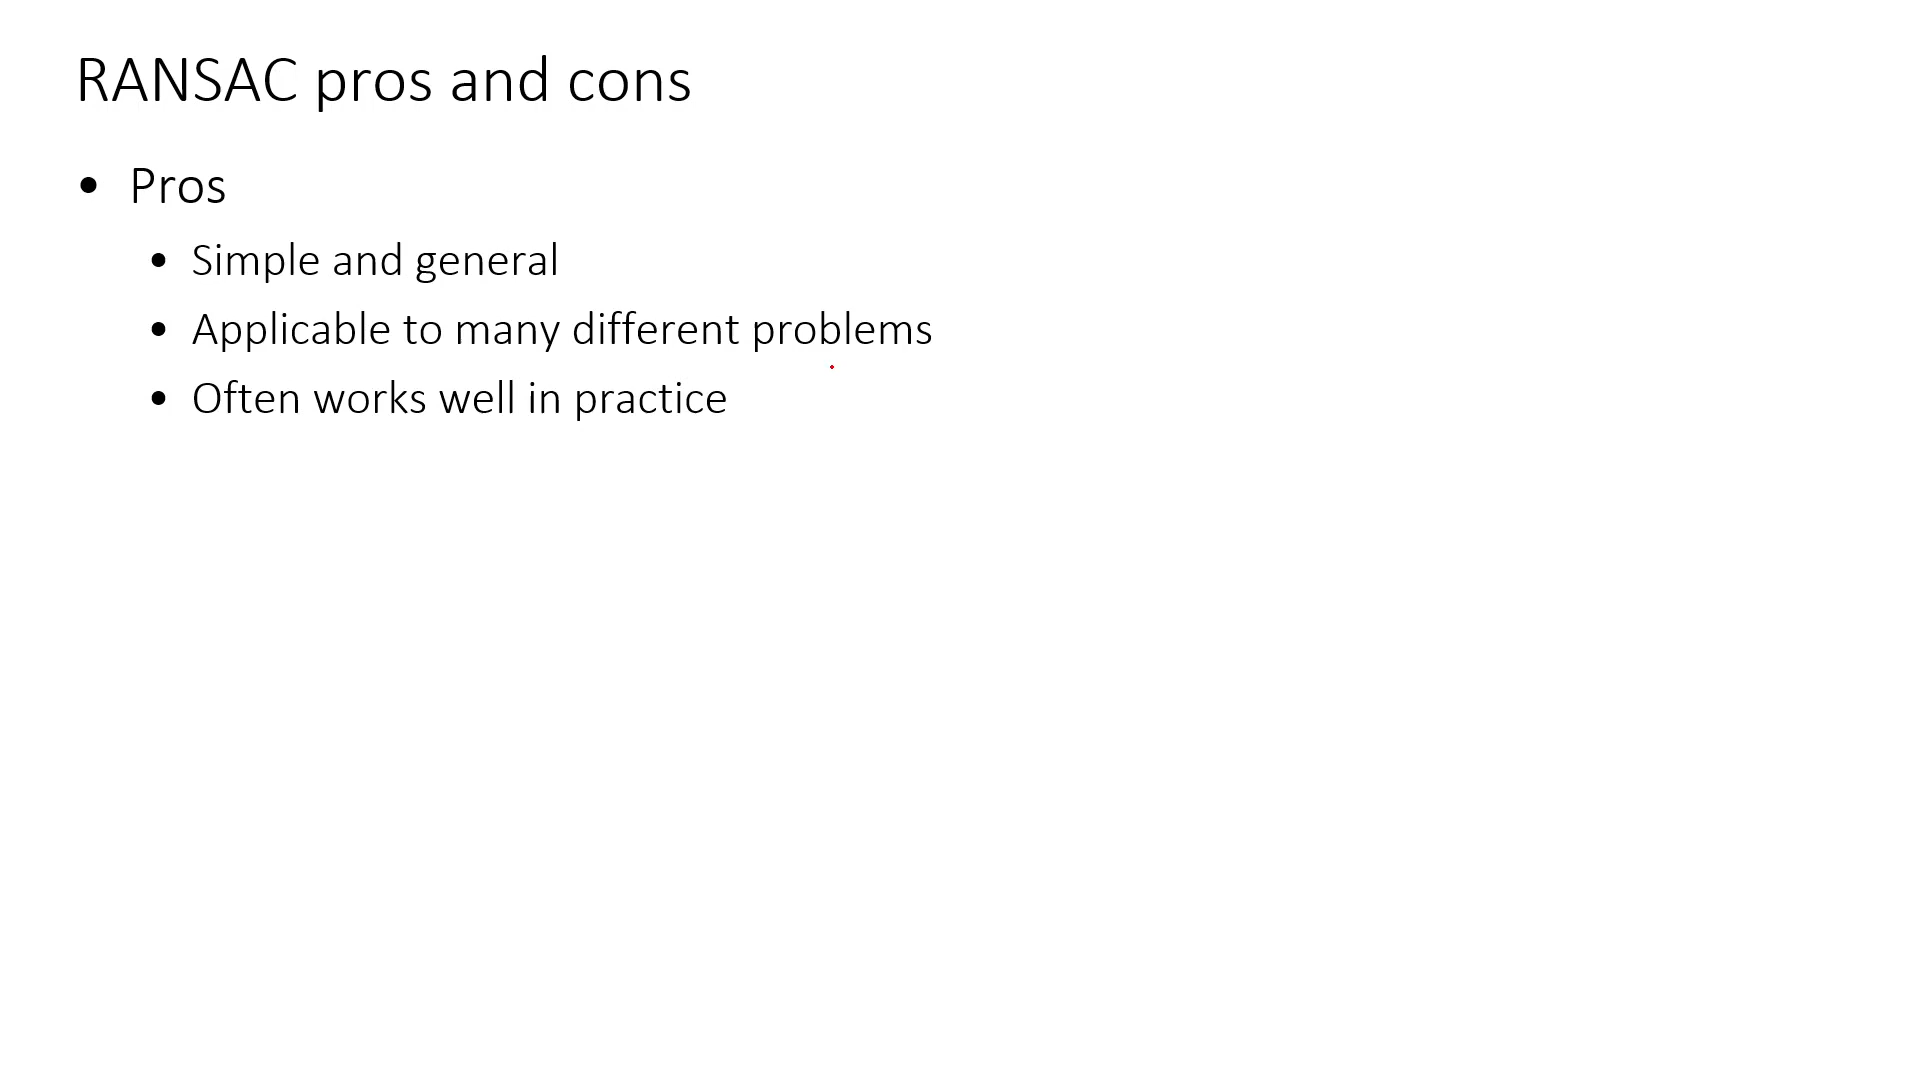 RANSAC pros and cons
• Pros
• Simple and general
• Applicable to many different problems
• Often works well in practice